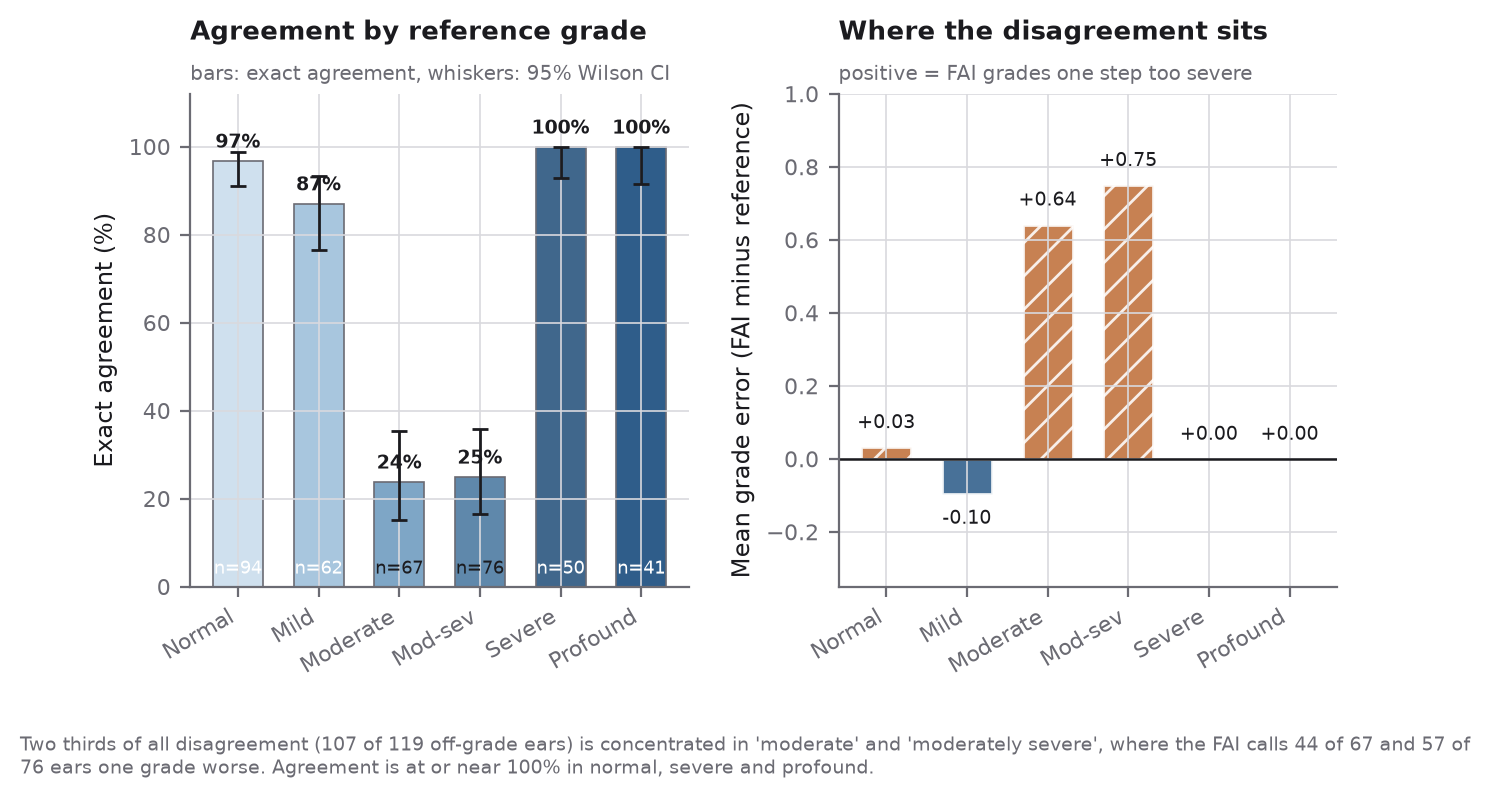 Agreement by reference grade
bars: exact agreement, whiskers: 95% Wilson CI
Exact agreement (%)
100
80
60
40
20
0
97%
87%
24%
25%
100%
100%
n=94
n=62
n=67
n=76
n=50
n=41
Normal
Mild
Moderate
Mod-sev
Severe
Profound
Where the disagreement sits
positive = FAI grades one step too severe
Mean grade error (FAI minus reference)
1.0
0.8
0.6
0.4
0.2
0.0
−0.2
+0.03
-0.10
+0.64
+0.75
+0.00
+0.00
Normal
Mild
Moderate
Mod-sev
Severe
Profound
Two thirds of all disagreement (107 of 119 off-grade ears) is concentrated in 'moderate' and 'moderately severe', where the FAI calls 44 of 67 and 57 of
76 ears one grade worse. Agreement is at or near 100% in normal, severe and profound.